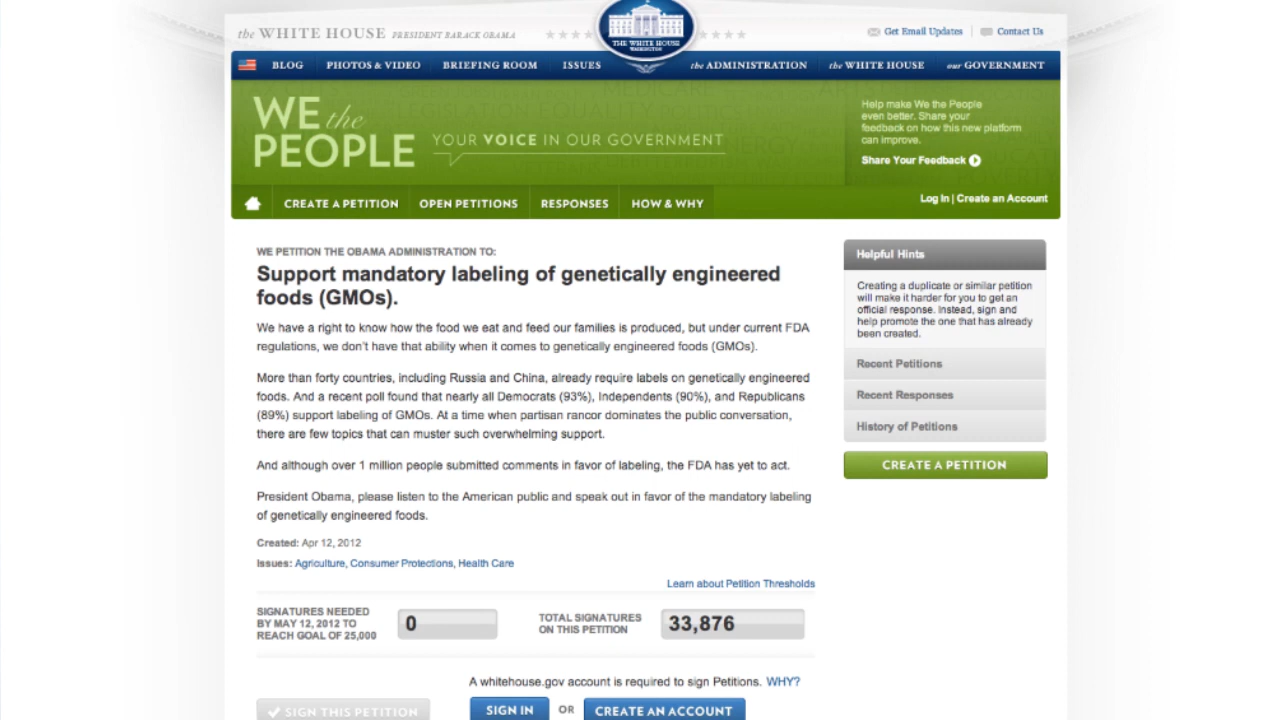 the WHITE HOUSE PRESIDENT BARACK OBAMA
THE WHITE HOUSE
WASHINGTON
Get Email Updates | Contact Us
BLOG PHOTOS & VIDEO BRIEFING ROOM ISSUES the ADMINISTRATION the WHITE HOUSE our GOVERNMENT
WE the
PEOPLE
YOUR VOICE IN OUR GOVERNMENT
Help make We the People
even better. Share your
feedback on how this new platform
can improve.
Share Your Feedback
Log In | Create an Account
CREATE A PETITION OPEN PETITIONS RESPONSES HOW & WHY
WE PETITION THE OBAMA ADMINISTRATION TO:
Support mandatory labeling of genetically engineered
foods (GMOs).
We have a right to know how the food we eat and feed our families is produced, but under current FDA
regulations, we don't have that ability when it comes to genetically engineered foods (GMOs).
More than forty countries, including Russia and China, already require labels on genetically engineered
foods. And a recent poll found that nearly all Democrats (93%), Independents (90%), and Republicans
(89%) support labeling of GMOs. At a time when partisan rancor dominates the public conversation,
there are few topics that can muster such overwhelming support.
And although over 1 million people submitted comments in favor of labeling, the FDA has yet to act.
President Obama, please listen to the American public and speak out in favor of the mandatory labeling
of genetically engineered foods.
Created: Apr 12, 2012
Issues: Agriculture, Consumer Protections, Health Care
Learn about Petition Thresholds
SIGNATURES NEEDED
BY MAY 12, 2012 TO
REACH GOAL OF 25,000
0
TOTAL SIGNATURES
ON THIS PETITION
33,876
A whitehouse.gov account is required to sign Petitions. WHY?
SIGN THIS PETITION
SIGN IN OR CREATE AN ACCOUNT
Helpful Hints
Creating a duplicate or similar petition
will make it harder for you to get an
official response. Instead, sign and
help promote the one that has already
been created.
Recent Petitions
Recent Responses
History of Petitions
CREATE A PETITION